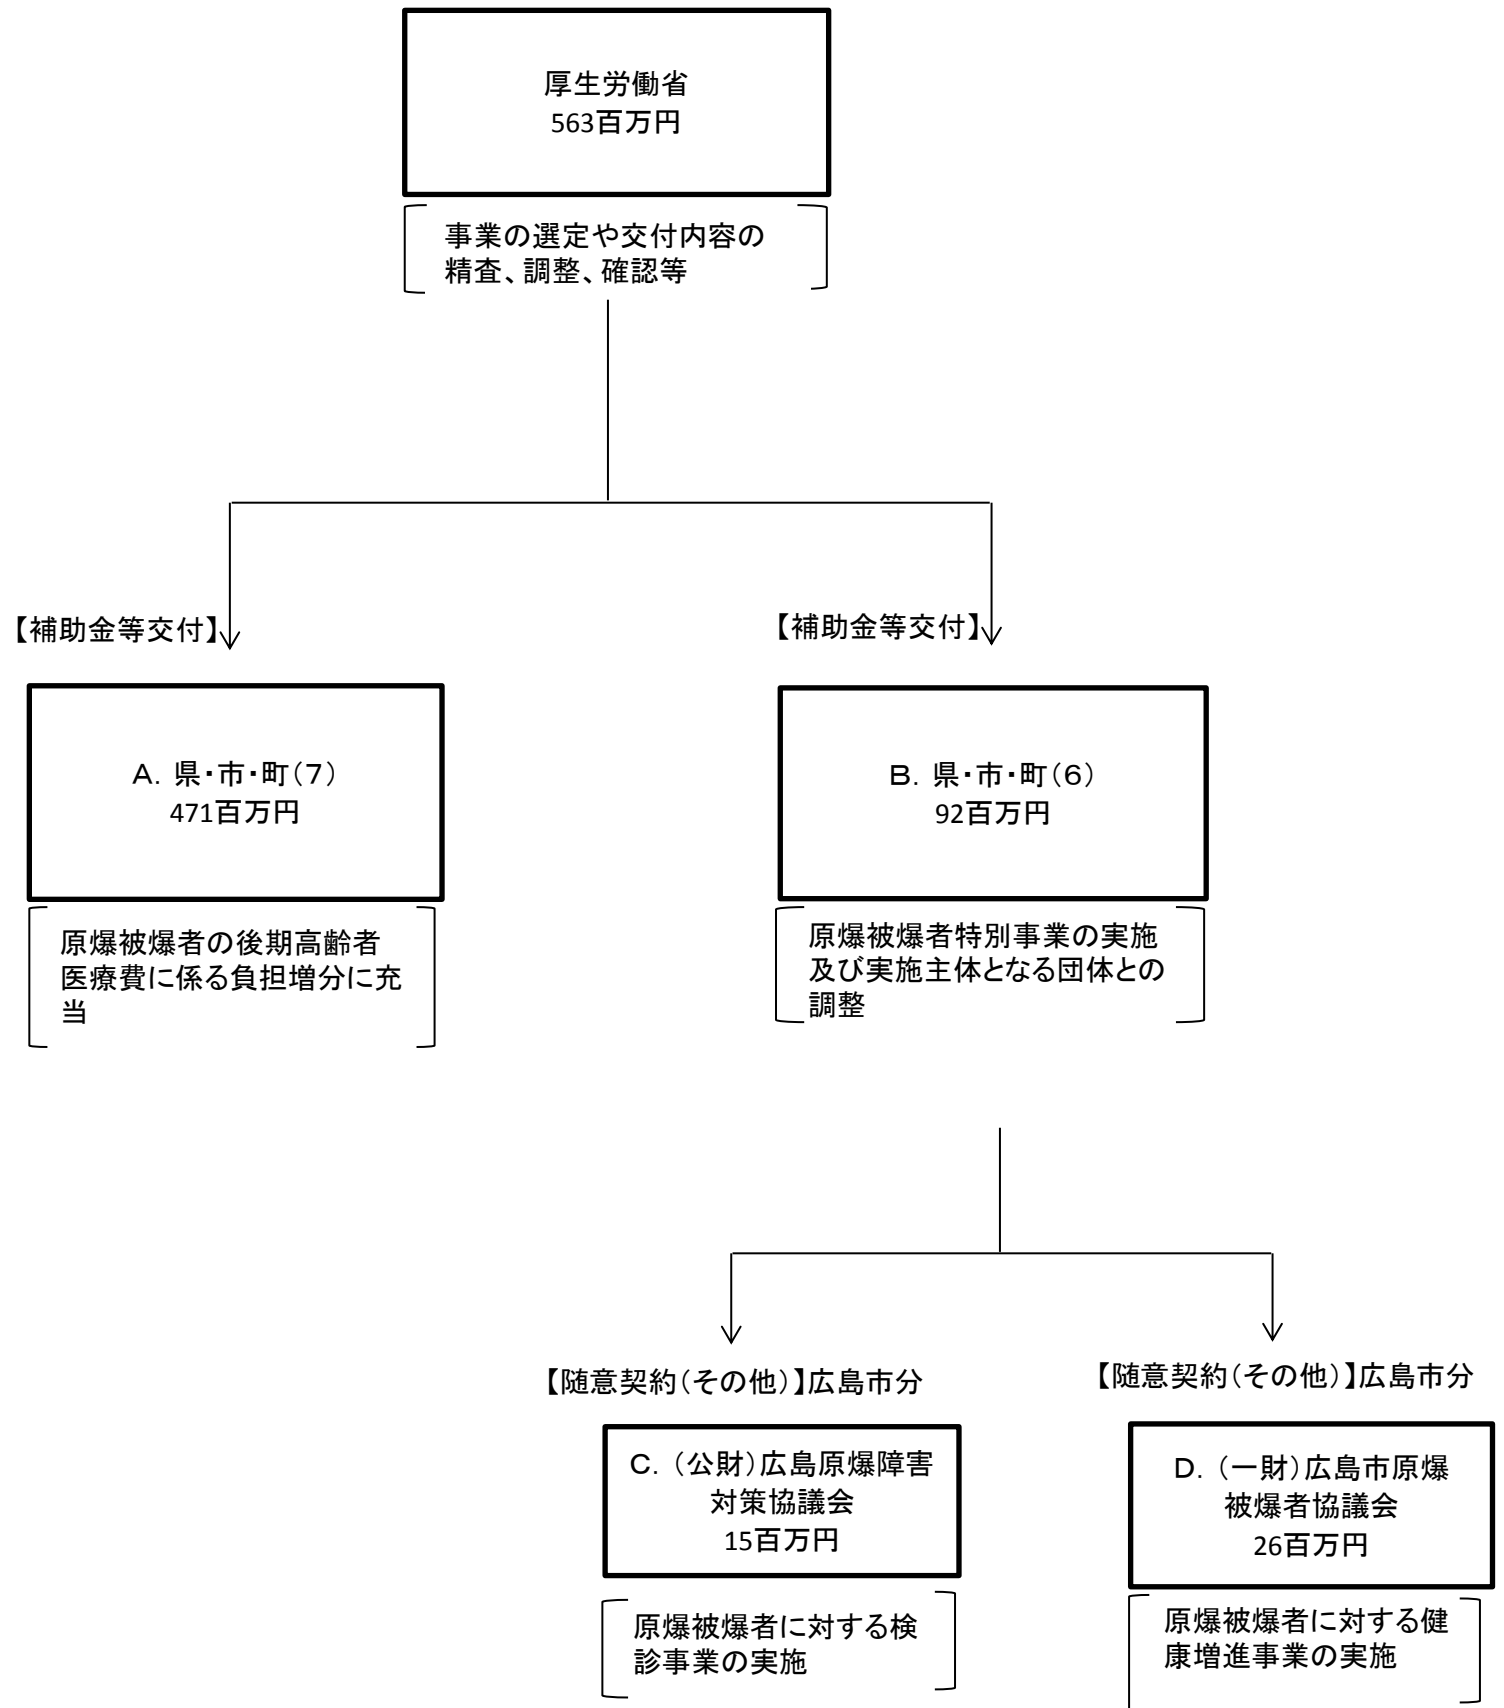 厚生労働省
563百万円
事業の選定や交付内容の
精査、調整、確認等
【補助金等交付】
【補助金等交付】
A．県・市・町（７）
471百万円
B．県・市・町（６）
92百万円
原爆被爆者の後期高齢者
医療費に係る負担増分に充
当
原爆被爆者特別事業の実施
及び実施主体となる団体との
調整
【随意契約（その他）】広島市分
【随意契約（その他）】広島市分
C．（公財）広島原爆障害
対策協議会
15百万円
D．（一財）広島市原爆
被爆者協議会
26百万円
原爆被爆者に対する検
診事業の実施
原爆被爆者に対する健
康増進事業の実施